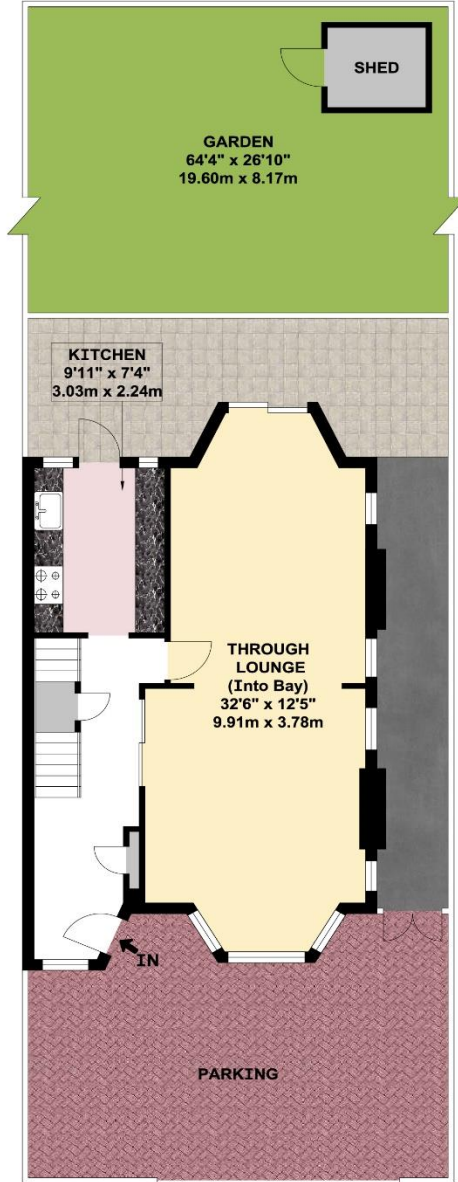 SHED
GARDEN
64'4" x 26'10"
19.60m x 8.17m
KITCHEN
9'11" x 7'4"
3.03m x 2.24m
THROUGH
LOUNGE
(Into Bay)
32'6" x 12'5"
9.91m x 3.78m
IN
PARKING